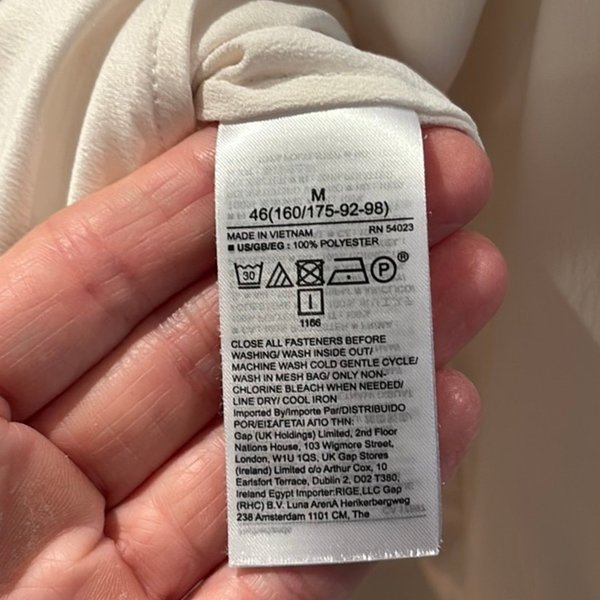 M
46(160/175-92-98)
MADE IN VIETNAM RN 54023
■ US/GB/EG : 100% POLYESTER
30 P ®
I
1166
CLOSE ALL FASTENERS BEFORE
WASHING/ WASH INSIDE OUT/
MACHINE WASH COLD GENTLE CYCLE/
WASH IN MESH BAG/ ONLY NON-
CHLORINE BLEACH WHEN NEEDED/
LINE DRY/ COOL IRON
Imported By/Importe Par/DISTRIBUIDO
POR/ΕΙΣΑΓΕΤΑΙ ΑΠΟ ΤΗΝ:
Gap (UK Holdings) Limited, 2nd Floor
Nations House, 103 Wigmore Street,
London, W1U 1QS, UK Gap Stores
(Ireland) Limited c/o Arthur Cox, 10
Earlsfort Terrace, Dublin 2, D02 T380,
Ireland Egypt Importer:RIGE,LLC Gap
(RHC) B.V. Luna ArenA Herikerbergweg
238 Amsterdam 1101 CM, The